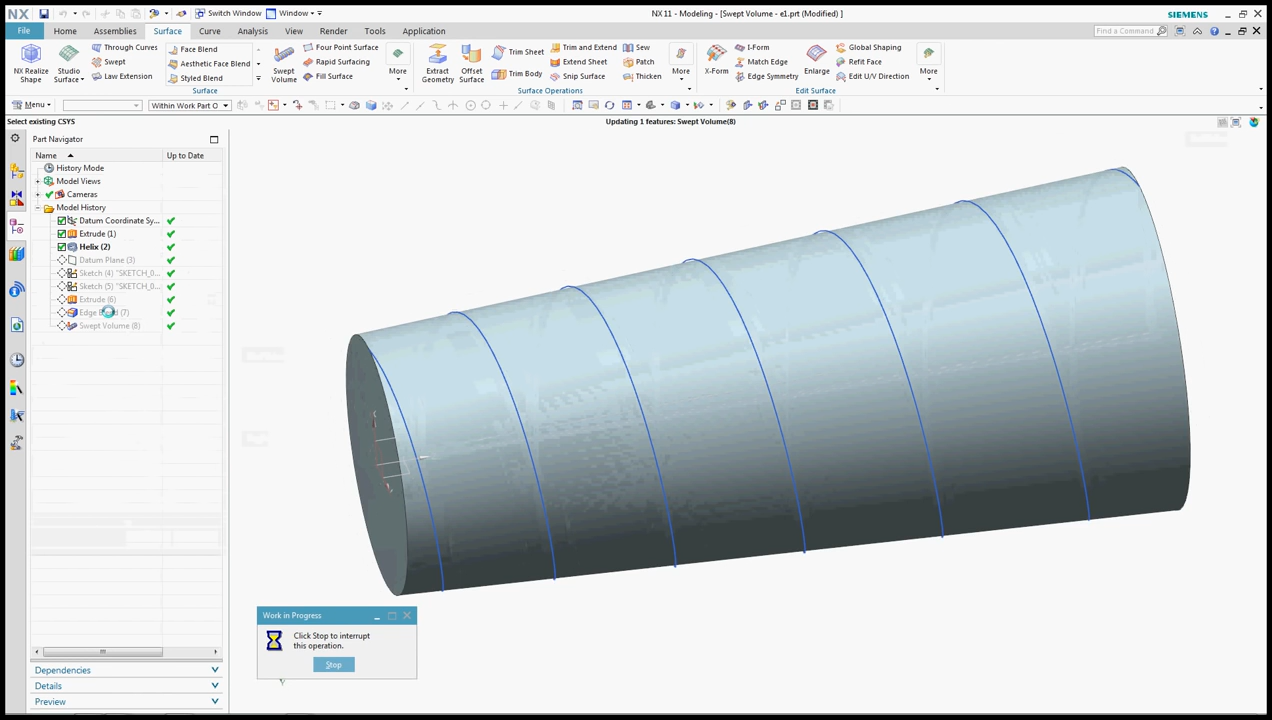 NX
Switch Window
Window
NX 11 - Modeling - [Swept Volume - e1.prt (Modified) ]
SIEMENS
File
Home
Assemblies
Surface
Curve
Analysis
View
Render
Tools
Application
Find a Command
NX Realize Shape
Studio Surface
Through Curves
Swept
Law Extension
Face Blend
Aesthetic Face Blend
Styled Blend
Swept Volume
Four Point Surface
Rapid Surfacing
Fill Surface
More
Surface
Extract Geometry
Offset Surface
Trim Sheet
Trim Body
Trim and Extend
Extend Sheet
Snip Surface
Sew
Patch
Thicken
More
Surface Operations
X-Form
I-Form
Match Edge
Edge Symmetry
Enlarge
Global Shaping
Refit Face
Edit U/V Direction
More
Edit Surface
Menu
Within Work Part O
Select existing CSYS
Updating 1 features: Swept Volume(8)
Part Navigator
Name
Up to Date
History Mode
Model Views
Cameras
Model History
Datum Coordinate Sy...
Extrude (1)
Helix (2)
Datum Plane (3)
Sketch (4) "SKETCH_0...
Sketch (5) "SKETCH_0...
Extrude (6)
Edge (7)
Swept Volume (8)
Work in Progress
Click Stop to interrupt
this operation.
Stop
Dependencies
Details
Preview